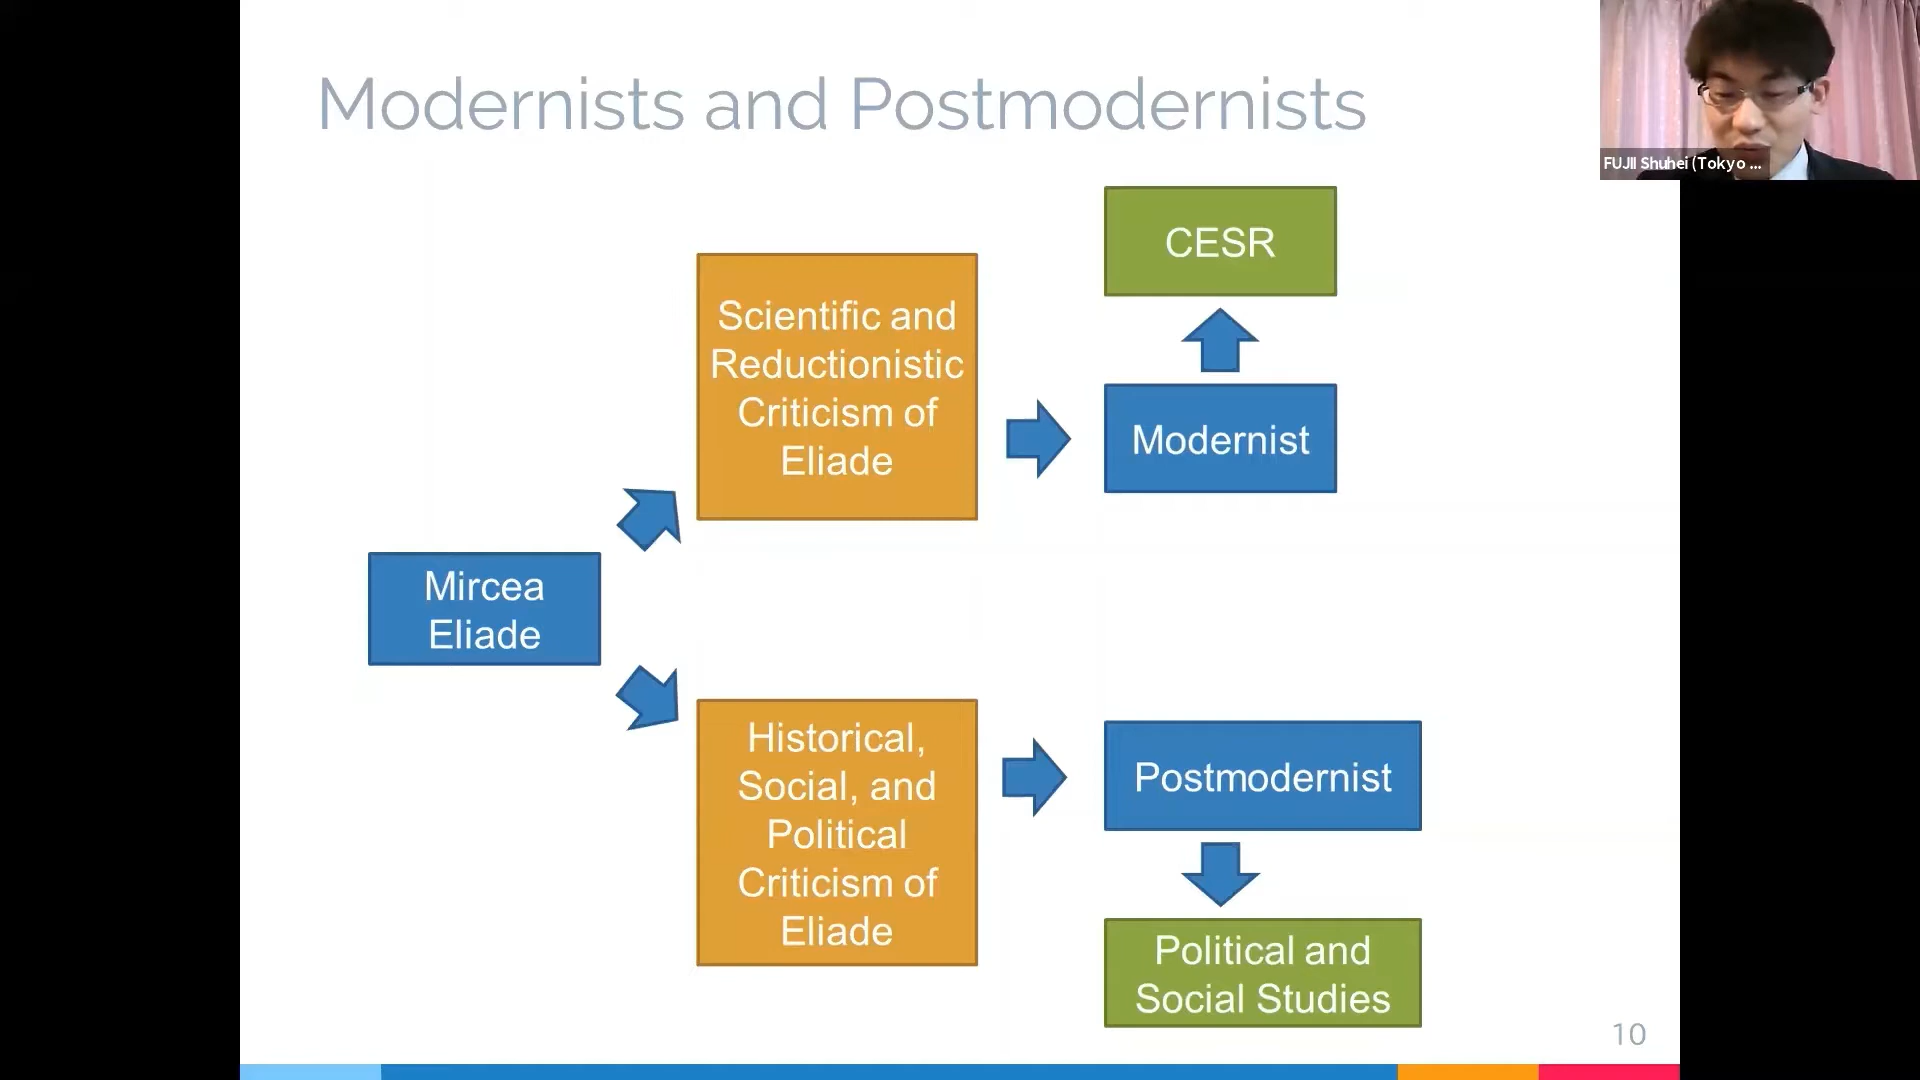 Modernists and Postmodernists
FUJII Shuhei (Tokyo ...
CESR
Scientific and
Reductionistic
Criticism of
Eliade
Modernist
Mircea
Eliade
Historical,
Social, and
Political
Criticism of
Eliade
Postmodernist
Political and
Social Studies
10